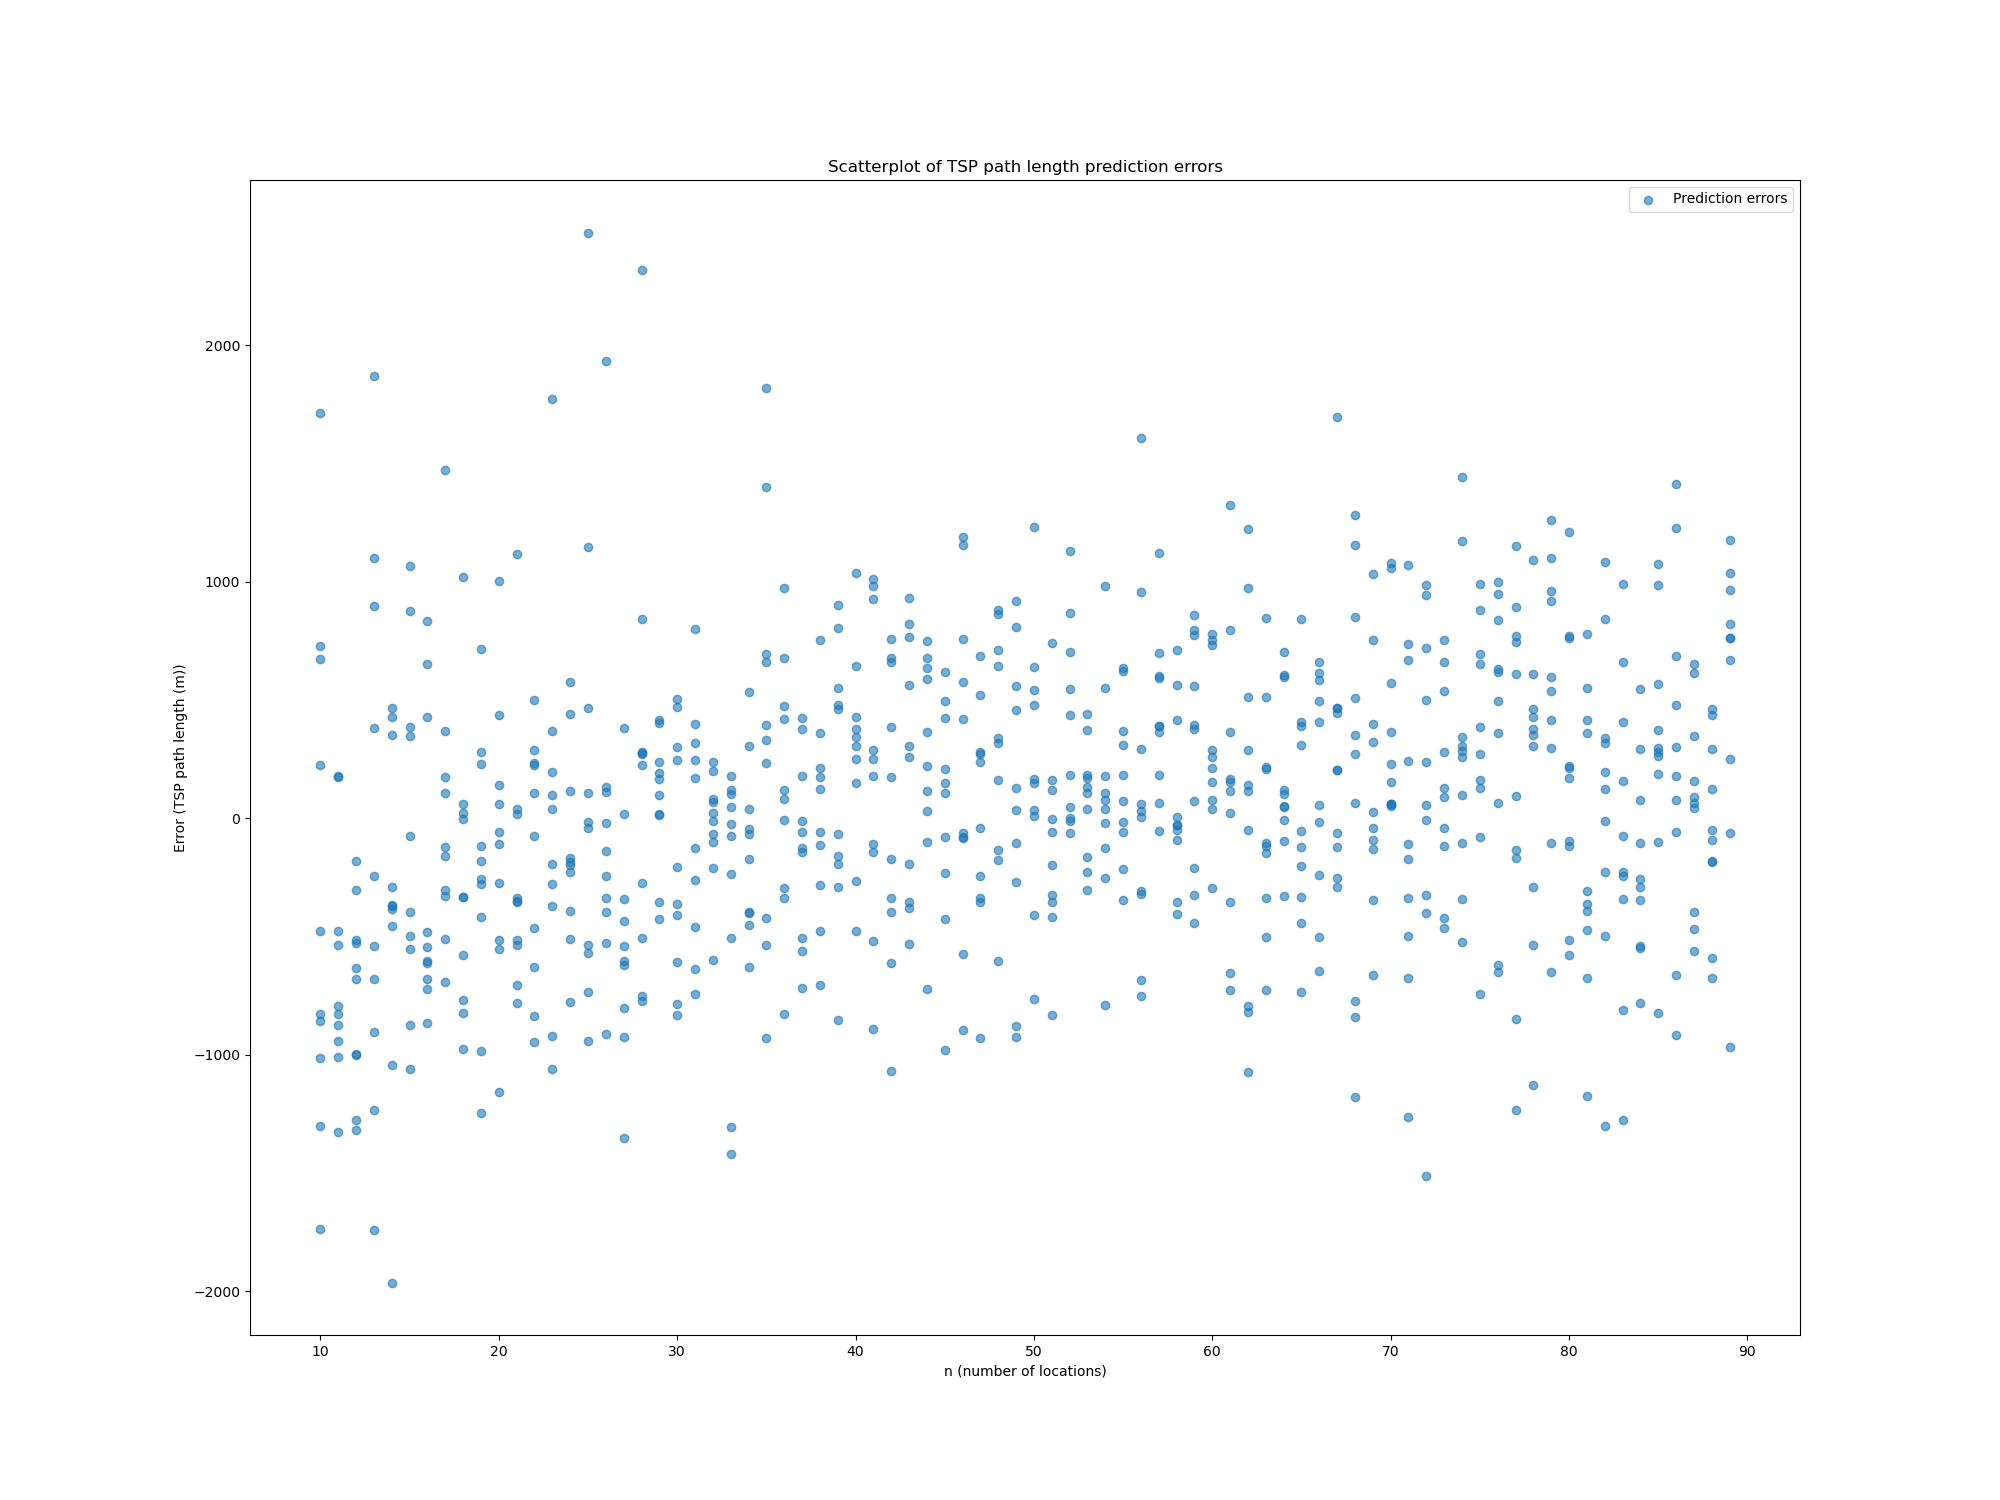 Scatterplot of TSP path length prediction errors
Prediction errors
2000
1000
0
−1000
−2000
Error (TSP path length (m))
10 20 30 40 50 60 70 80 90
n (number of locations)